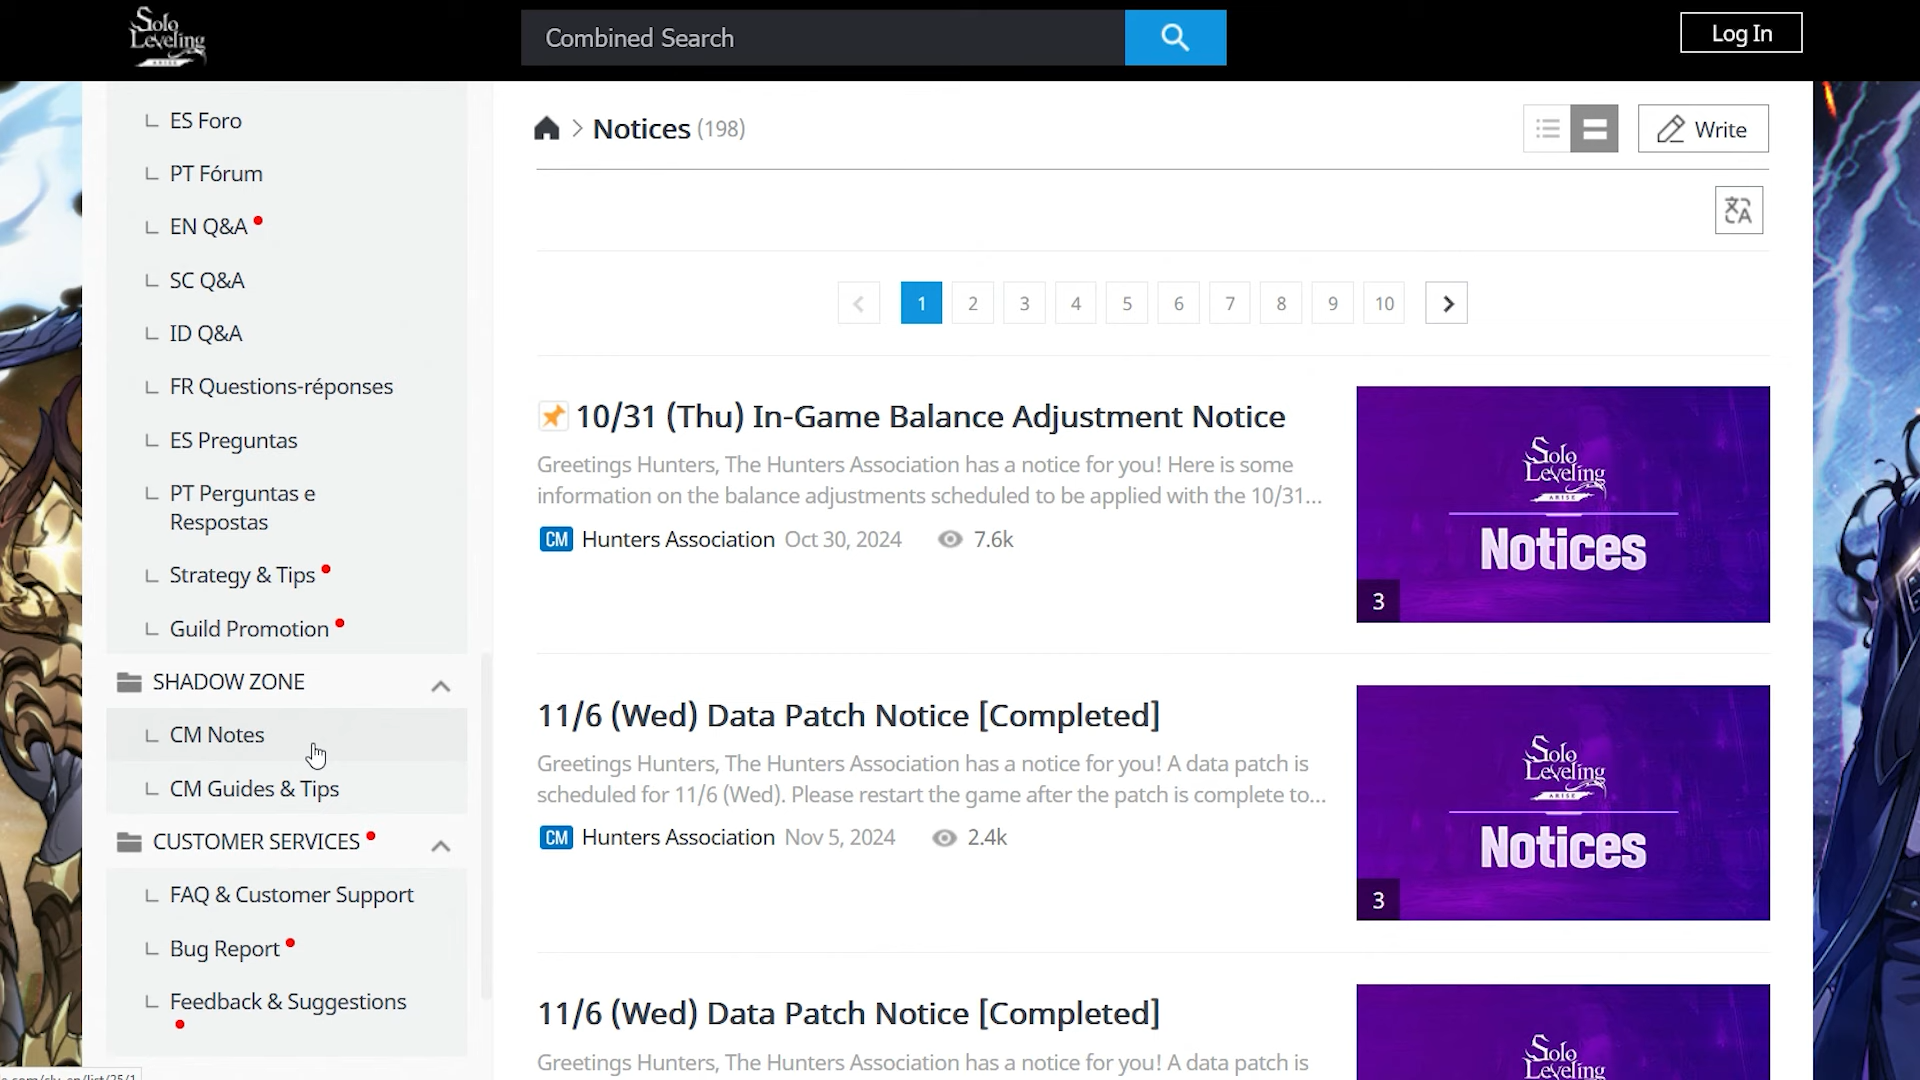 Solo
Leveling
ARISE
Combined Search
Log In
ES Foro
PT Fórum
EN Q&A
SC Q&A
ID Q&A
FR Questions-réponses
ES Preguntas
PT Perguntas e
Respostas
Strategy & Tips
Guild Promotion
SHADOW ZONE
CM Notes
CM Guides & Tips
CUSTOMER SERVICES
FAQ & Customer Support
Bug Report
Feedback & Suggestions
Notices (198)
Write
1 2 3 4 5 6 7 8 9 10
10/31 (Thu) In-Game Balance Adjustment Notice
Greetings Hunters, The Hunters Association has a notice for you! Here is some
information on the balance adjustments scheduled to be applied with the 10/31...
CM Hunters Association Oct 30, 2024 7.6k
Solo
Leveling
ARISE
Notices
3
11/6 (Wed) Data Patch Notice [Completed]
Greetings Hunters, The Hunters Association has a notice for you! A data patch is
scheduled for 11/6 (Wed). Please restart the game after the patch is complete to...
CM Hunters Association Nov 5, 2024 2.4k
Solo
Leveling
ARISE
Notices
3
11/6 (Wed) Data Patch Notice [Completed]
Greetings Hunters, The Hunters Association has a notice for you! A data patch is
Solo
Leveling